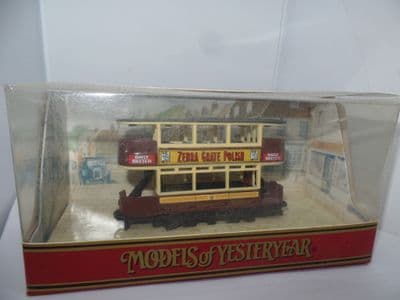 DAILY SKETCH
ZEBRA GRATE POLISH
DAILY SKETCH
MODELS of YESTERYEAR